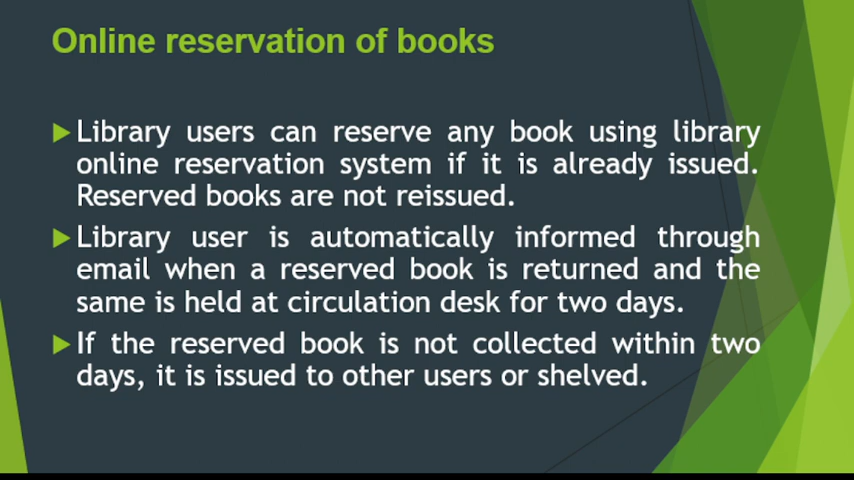 Online reservation of books
Library users can reserve any book using library
online reservation system if it is already issued.
Reserved books are not reissued.
Library user is automatically informed through
email when a reserved book is returned and the
same is held at circulation desk for two days.
If the reserved book is not collected within two
days, it is issued to other users or shelved.